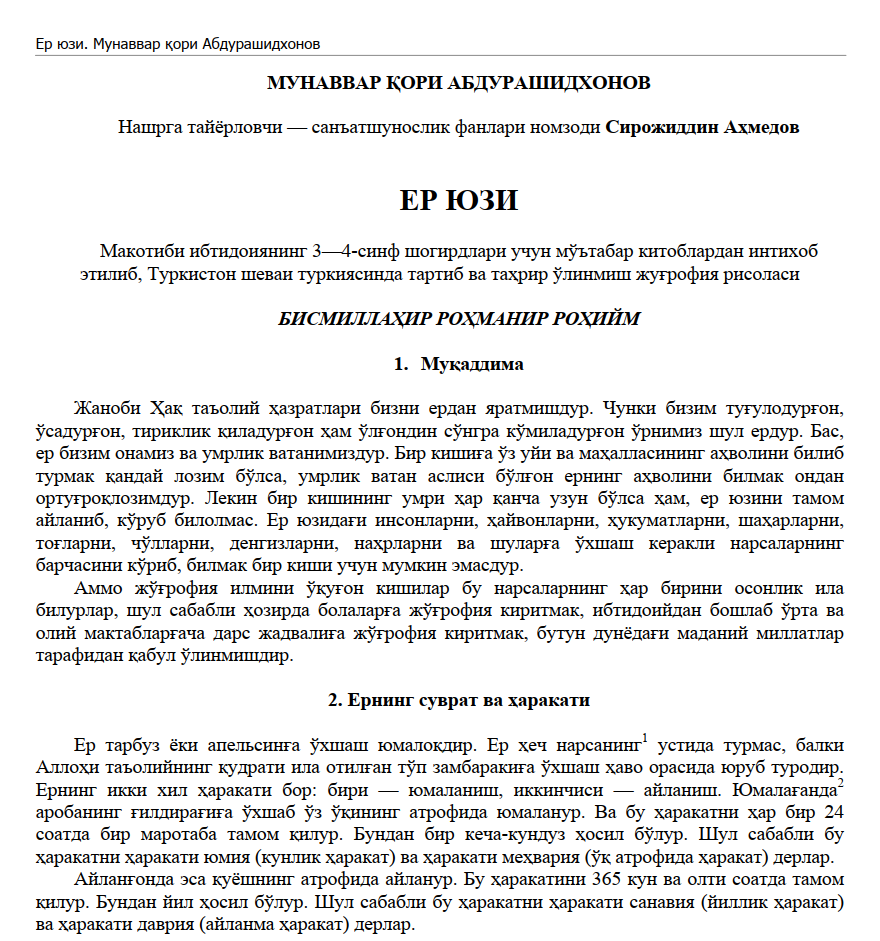 Ер юзи. Мунаввар қори Абдурашидхонов
МУНАВВАР ҚОРИ АБДУРАШИДХОНОВ
Нашрга тайёрловчи — санъатшунослик фанлари номзоди Сирожиддин Аҳмедов
ЕР ЮЗИ
Макотиби ибтидоиянинг 3—4-синф шогирдлари учун мўътабар китоблардан интихоб
этилиб, Туркистон шеваи туркиясинда тартиб ва таҳрир ўлинмиш жуғрофия рисоласи
БИСМИЛЛАҲИР РОҲМАНИР РОҲИЙМ
1. Муқаддима
Жаноби Ҳақ таъолий ҳазратлари бизни ердан яратмишдур. Чунки бизим туғулодурғон,
ўсадурғон, тириклик қиладурғон ҳам ўлғондин сўнгра кўмиладурғон ўрнимиз шул ердур. Бас,
ер бизим онамиз ва умрлик ватанимиздур. Бир кишига ўз уйи ва маҳалласининг аҳволини билиб
турмак қандай лозим бўлса, умрлик ватан аслиси бўлғон ернинг аҳволини билмак ондан
ортуғроқлозимдур. Лекин бир кишининг умри ҳар қанча узун бўлса ҳам, ер юзини тамом
айланиб, кўруб билолмас. Ер юзидағи инсонларни, ҳайвонларни, ҳукуматларни, шаҳарларни,
тоғларни, чўлларни, денгизларни, наҳрларни ва шуларға ўхшаш керакли нарсаларнинг
барчасини кўриб, билмак бир киши учун мумкин эмасдур.
Аммо жўғрофия илмини ўқуғон кишилар бу нарсаларнинг ҳар бирини осонлик ила
билурлар, шул сабабли ҳозирда болаларға жўғрофия киритмак, ибтидоийдан бошлаб ўрта ва
олий мактабларғача дарс жадвалиға жўғрофия киритмак, бутун дунёдағи маданий миллатлар
тарафидан қабул ўлинмишдир.
2. Ернинг суврат ва ҳаракати
Ер тарбуз ёки апельсинға ўхшаш юмалоқдир. Ер ҳеч нарсанинг1 устида турмас, балки
Аллоҳи таъолийнинг қудрати ила отилған тўп замбаракиға ўхшаш ҳаво орасида юруб туродир.
Ернинг икки хил ҳаракати бор: бири — юмаланиш, иккинчиси — айланиш. Юмалағанда2
аробанинг ғилдирағиға ўхшаб ўз ўқининг атрофида юмаланур. Ва бу ҳаракатни ҳар бир 24
соатда бир маротаба тамом қилур. Бундан бир кеча-кундуз ҳосил бўлур. Шул сабабли бу
ҳаракатни ҳаракати юмия (кунлик ҳаракат) ва ҳаракати меҳвария (ўқ атрофида ҳаракат) дерлар.
Айланғонда эса қуёшнинг атрофида айланур. Бу ҳаракатини 365 кун ва олти соатда тамом
қилур. Бундан йил ҳосил бўлур. Шул сабабли бу ҳаракатни ҳаракати санавия (йиллик ҳаракат)
ва ҳаракати даврия (айланма ҳаракат) дерлар.